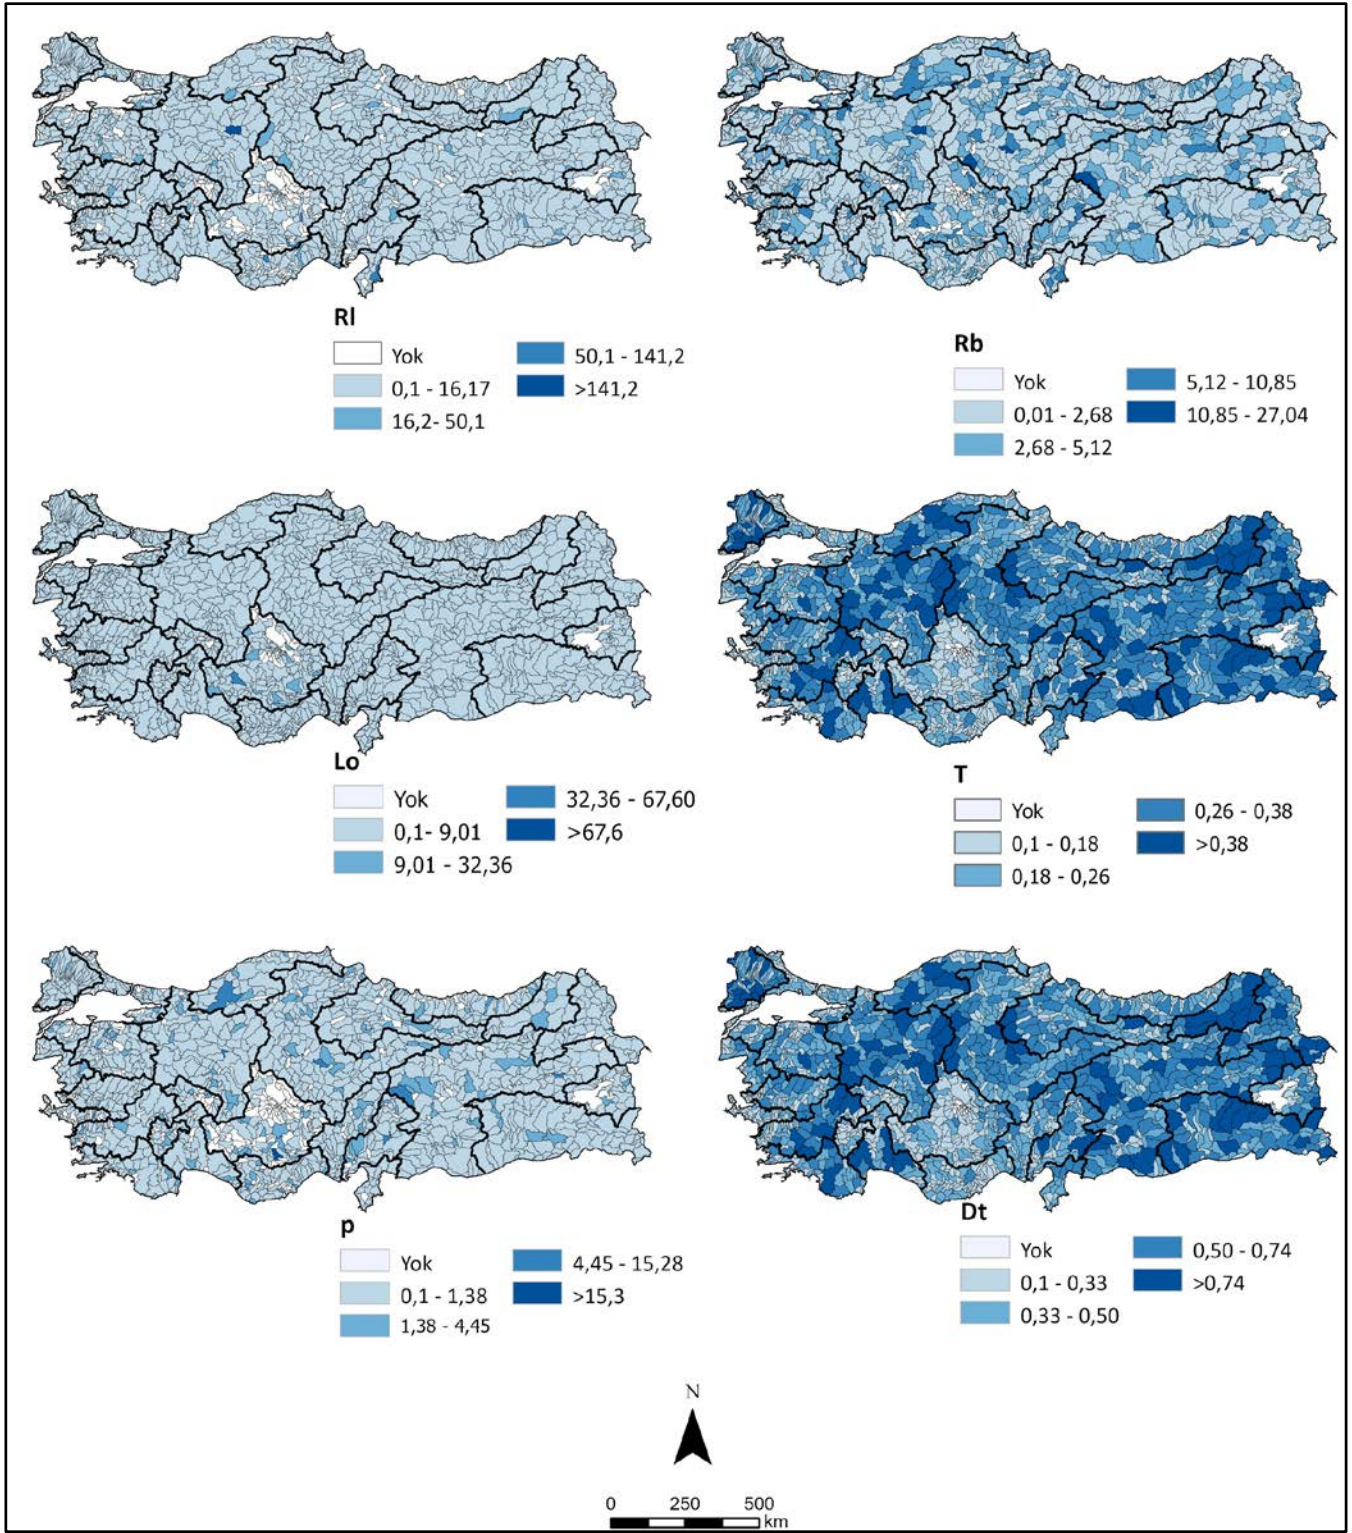 Rl
Yok
50,1 - 141,2
0,1 - 16,17
>141,2
16,2- 50,1
Rb
Yok
5,12 - 10,85
0,01 - 2,68
10,85 - 27,04
2,68 - 5,12
Lo
Yok
32,36 - 67,60
0,1- 9,01
>67,6
9,01 - 32,36
T
Yok
0,26 - 0,38
0,1 - 0,18
>0,38
0,18 - 0,26
p
Yok
4,45 - 15,28
0,1 - 1,38
>15,3
1,38 - 4,45
Dt
Yok
0,50 - 0,74
0,1 - 0,33
>0,74
0,33 - 0,50
N
0 250 500
km